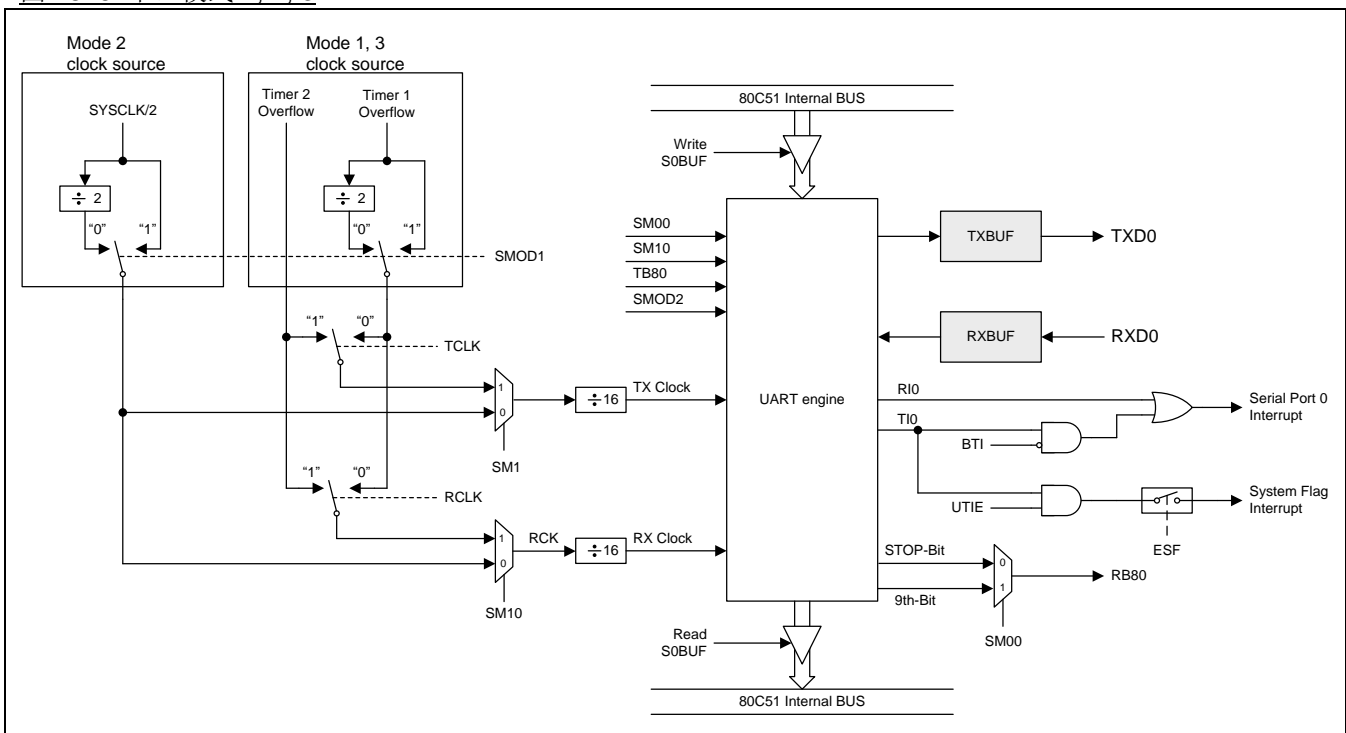 Mode 2
clock source
Mode 1, 3
clock source
SYSCLK/2
Timer 2
Overflow
Timer 1
Overflow
÷ 2
÷ 2
"0"
"1"
"0"
"1"
SMOD1
"1"
"0"
TCLK
1
0
SM1
÷16
TX Clock
"1"
"0"
RCLK
1
0
SM10
RCK
÷16
RX Clock
80C51 Internal BUS
Write
S0BUF
SM00
SM10
TB80
SMOD2
UART engine
TXBUF
TXD0
RXBUF
RXD0
RI0
TI0
BTI
Serial Port 0
Interrupt
UTIE
ESF
System Flag
Interrupt
STOP-Bit
9th-Bit
0
1
SM00
RB80
Read
S0BUF
80C51 Internal BUS